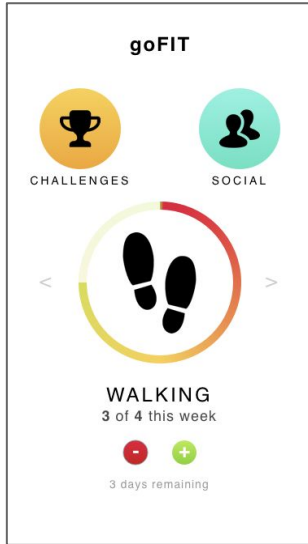 goFIT
CHALLENGES SOCIAL
< >
WALKING
3 of 4 this week
- +
3 days remaining